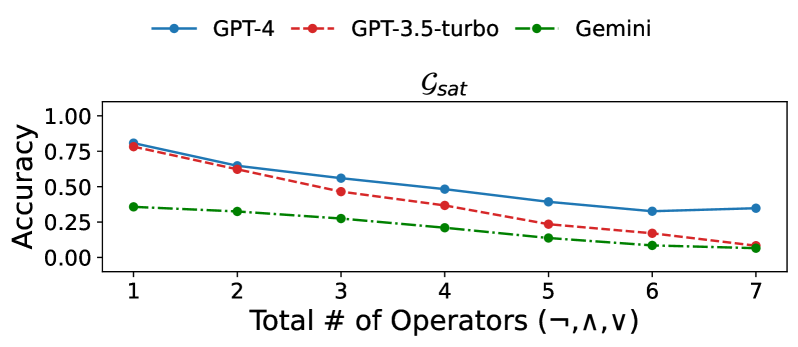 GPT-4 GPT-3.5-turbo Gemini
𝒢sat
Accuracy
1.00
0.75
0.50
0.25
0.00
1 2 3 4 5 6 7
Total # of Operators (¬,∧,∨)